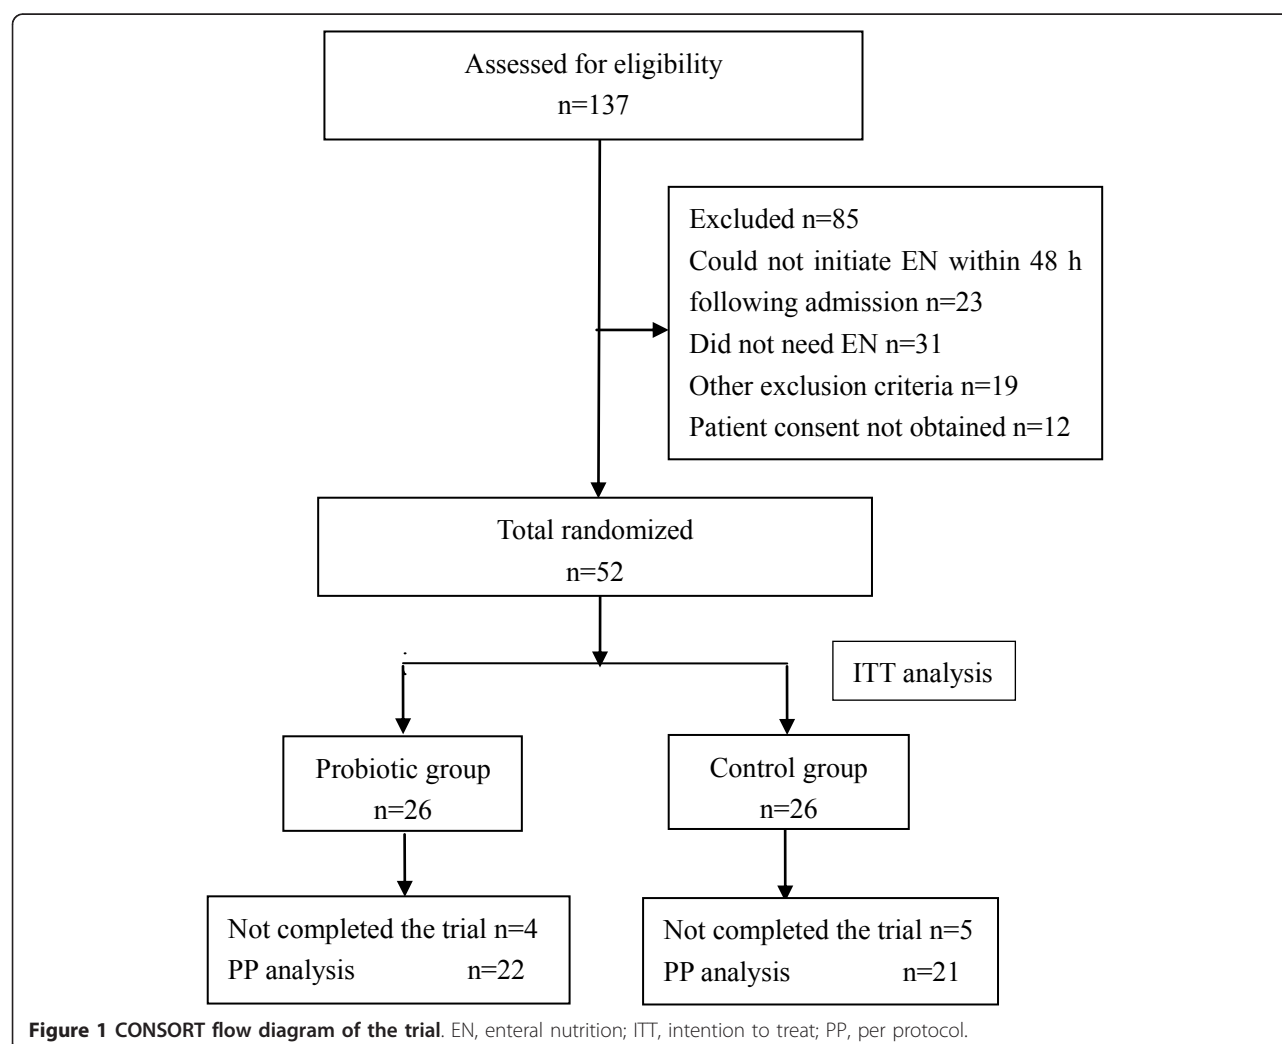 Assessed for eligibility
n=137
Excluded n=85
Could not initiate EN within 48 h
following admission n=23
Did not need EN n=31
Other exclusion criteria n=19
Patient consent not obtained n=12
Total randomized
n=52
ITT analysis
Probiotic group
n=26
Control group
n=26
Not completed the trial n=4
PP analysis n=22
Not completed the trial n=5
PP analysis n=21
Figure 1 CONSORT flow diagram of the trial. EN, enteral nutrition; ITT, intention to treat; PP, per protocol.